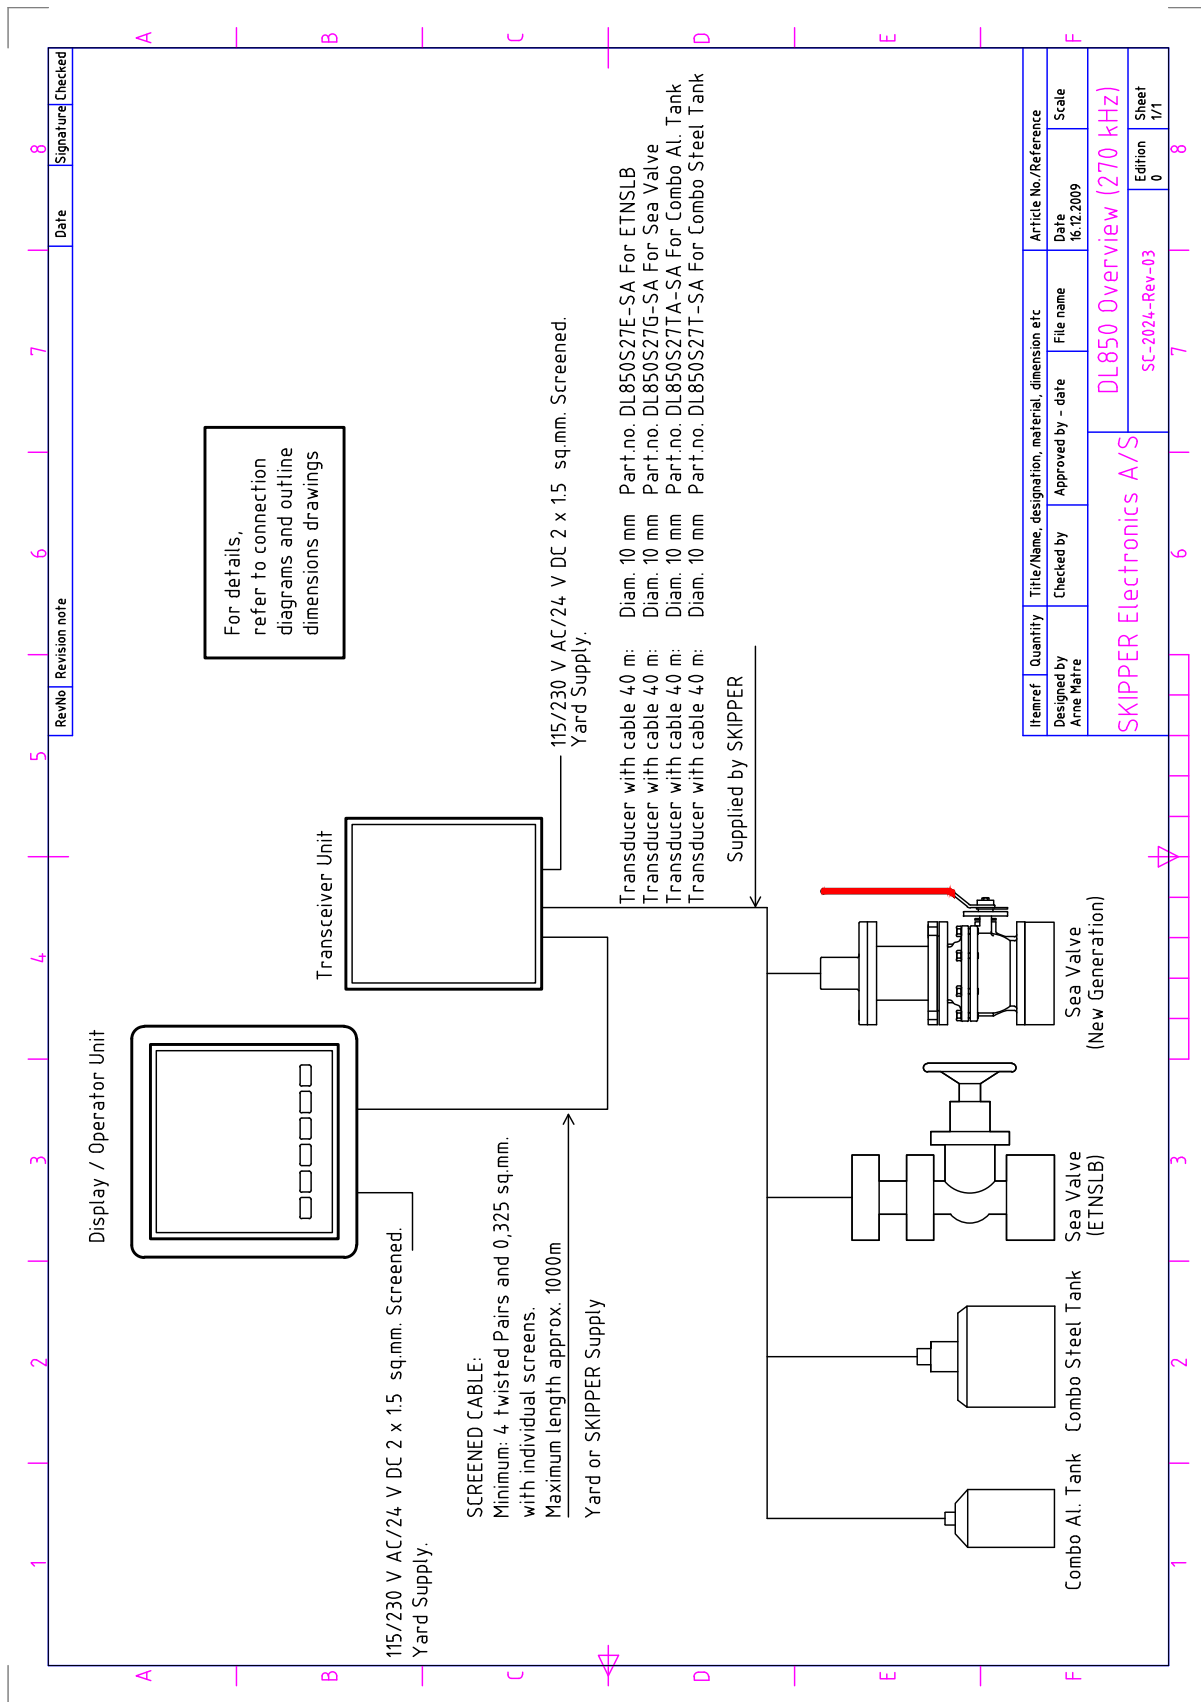 RevNo Revision note Date Signature Checked
1 2 3 4 5 6 7 8
A B C D E F
Display / Operator Unit
Transceiver Unit
For details,
refer to connection
diagrams and outline
dimensions drawings
115/230 V AC/24 V DC 2 x 1.5 sq.mm. Screened.
Yard Supply.
SCREENED CABLE:
Minimum: 4 twisted Pairs and 0,325 sq.mm.
with individual screens.
Maximum length approx. 1000m
Yard or SKIPPER Supply
115/230 V AC/24 V DC 2 x 1.5 sq.mm. Screened.
Yard Supply.
Transducer with cable 40 m: Diam. 10 mm Part.no. DL850S27E-SA For ETNSLB
Transducer with cable 40 m: Diam. 10 mm Part.no. DL850S27G-SA For Sea Valve
Transducer with cable 40 m: Diam. 10 mm Part.no. DL850S27TA-SA For Combo Al. Tank
Transducer with cable 40 m: Diam. 10 mm Part.no. DL850S27T-SA For Combo Steel Tank
Supplied by SKIPPER
Combo Al. Tank
Combo Steel Tank
Sea Valve
(ETNSLB)
Sea Valve
(New Generation)
Itemref Quantity Title/Name, designation, material, dimension etc Article No./Reference
Designed by
Arne Matre
Checked by
Approved by - date
File name
Date
16.12.2009
Scale
SKIPPER Electronics A/S
DL850 Overview (270 kHz)
SC-2024-Rev-03
Edition
0
Sheet
1/1
1 2 3 4 5 6 7 8
A B C D E F